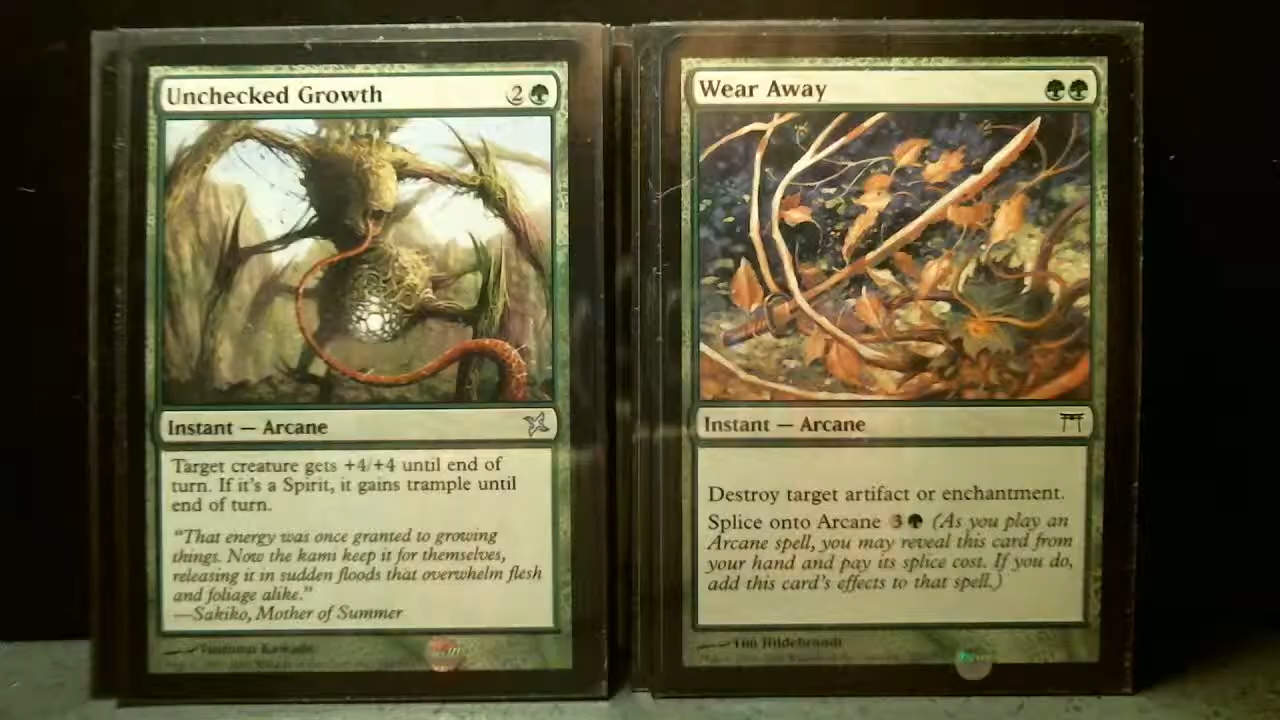 Unchecked Growth 2
Target creature gets +4/+4 until end of
turn. If it's a Spirit, it gains trample until
end of turn.
"That energy was once granted to growing
things. Now the kami keep it for themselves,
releasing it in sudden floods that overwhelm flesh
and foliage alike."
—Sakiko, Mother of Summer
Instant — Arcane
Wear Away
Instant — Arcane
Destroy target artifact or enchantment.
Splice onto Arcane 3 (As you play an
Arcane spell, you may reveal this card from
your hand and pay its splice cost. If you do,
add this card's effects to that spell.)
Hildebrandt